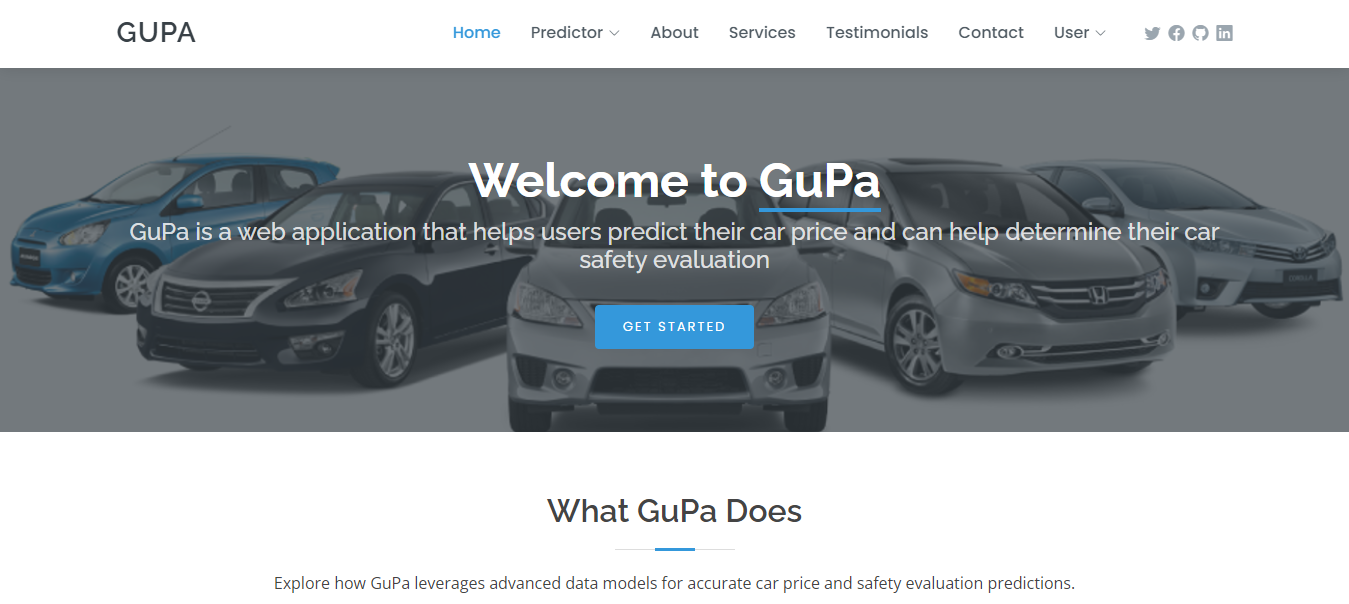 GUPA
Home Predictor About Services Testimonials Contact User
Welcome to GuPa
GuPa is a web application that helps users predict their car price and can help determine their car
safety evaluation
GET STARTED
What GuPa Does
Explore how GuPa leverages advanced data models for accurate car price and safety evaluation predictions.